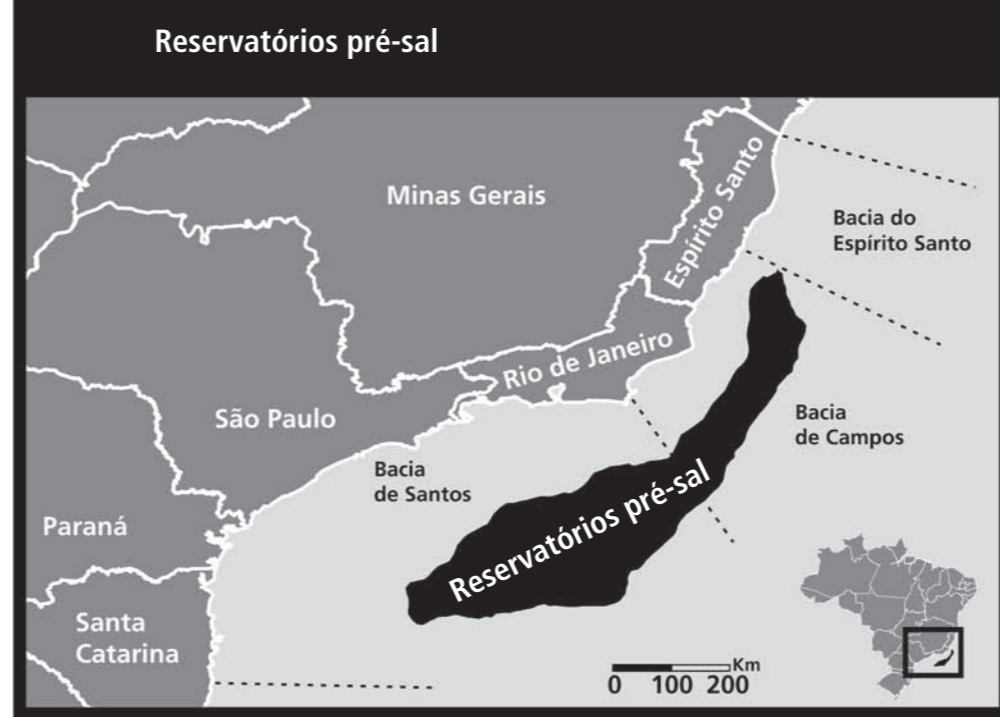 Reservatórios pré-sal
Minas Gerais
Espírito Santo
Bacia do
Espírito Santo
Rio de Janeiro
São Paulo
Bacia
de Campos
Bacia
de Santos
Reservatórios pré-sal
Paraná
Santa
Catarina
Km
0 100 200